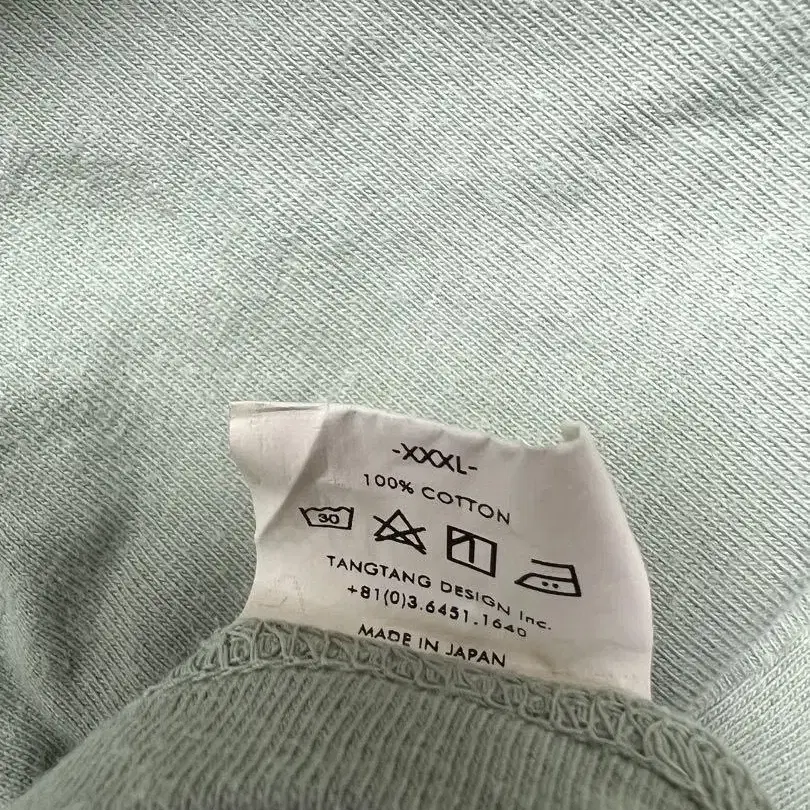 -XXXL-
100% COTTON
30
TANGTANG DESIGN Inc.
+81(0)3.6451.1640
MADE IN JAPAN